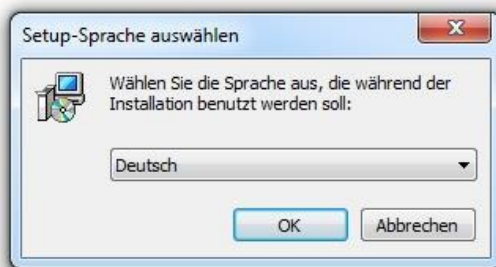 Setup-Sprache auswählen
Wählen Sie die Sprache aus, die während der
Installation benutzt werden soll:
Deutsch
OK
Abbrechen